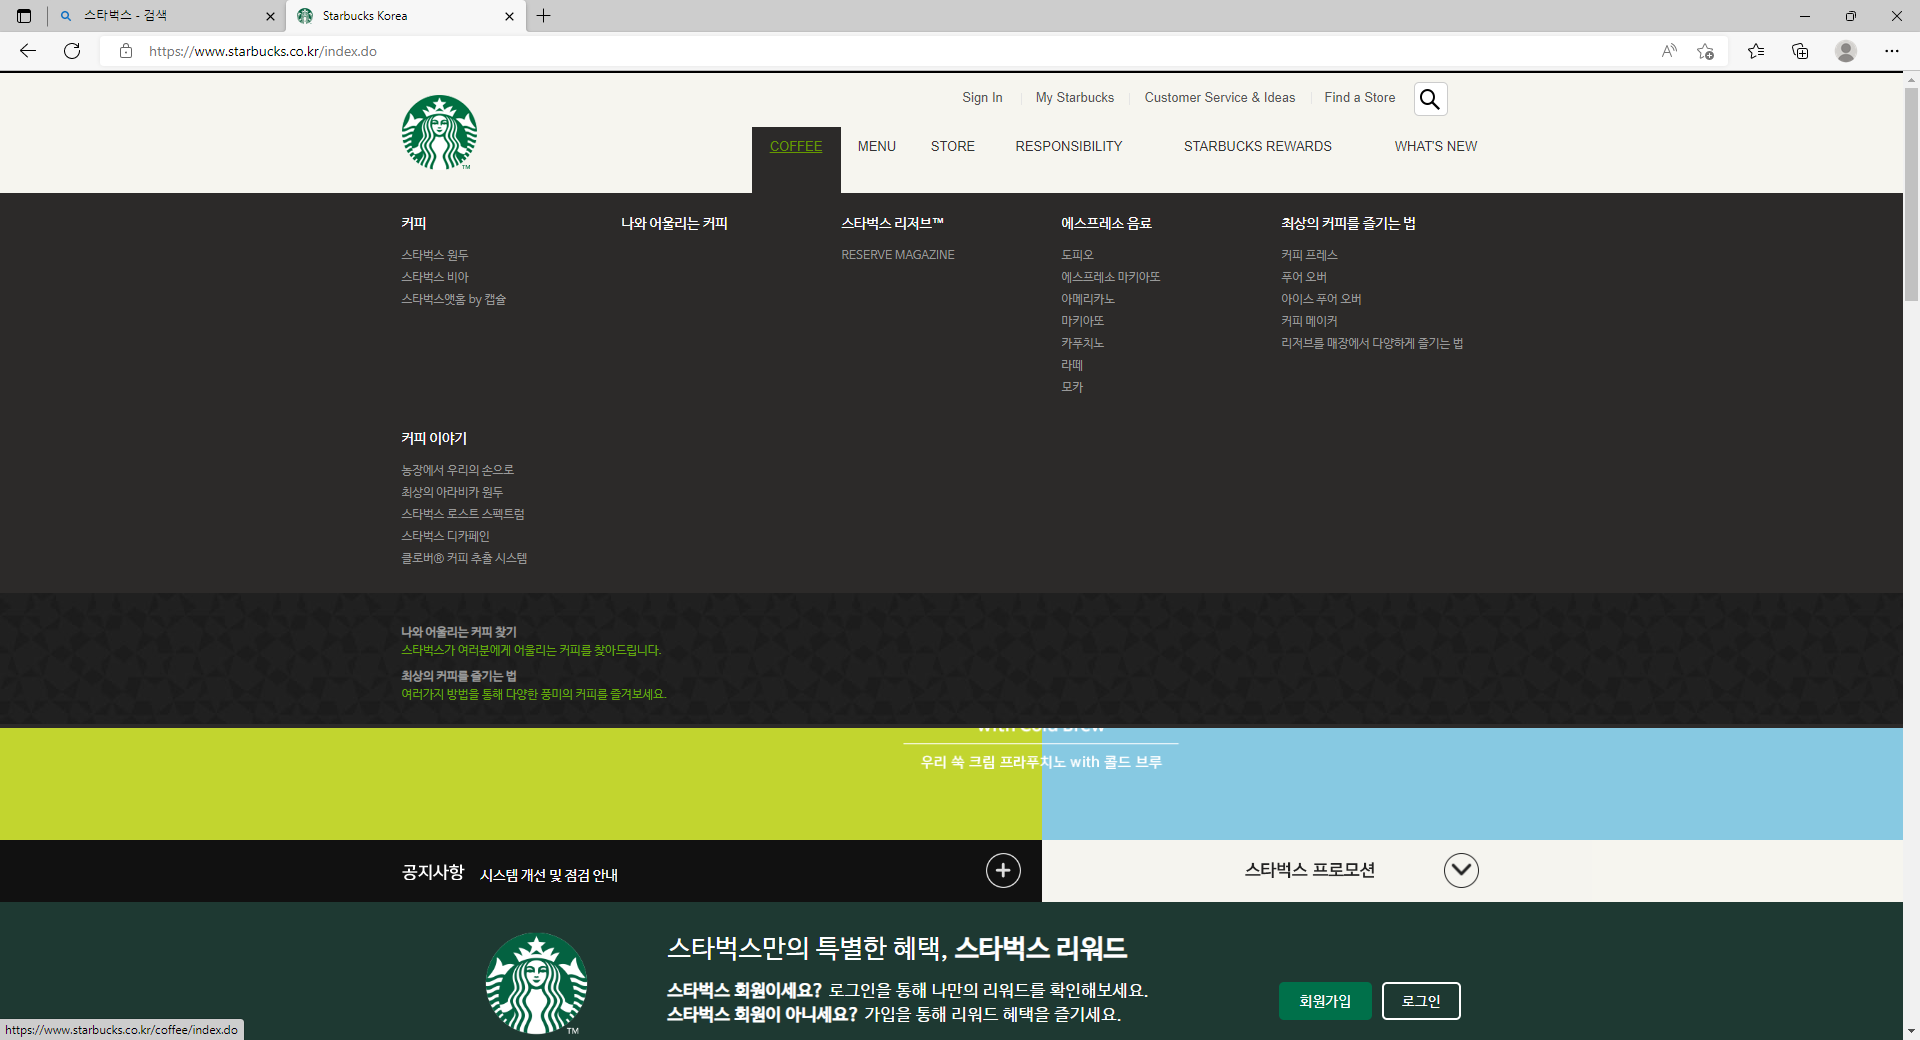 스타벅스 - 검색
Starbucks Korea
https://www.starbucks.co.kr/index.do
Sign In
My Starbucks
Customer Service & Ideas
Find a Store
COFFEE
MENU
STORE
RESPONSIBILITY
STARBUCKS REWARDS
WHAT'S NEW
커피
스타벅스 원두
스타벅스 비아
스타벅스앳홈 by 캡슐
나와 어울리는 커피
스타벅스 리저브™
RESERVE MAGAZINE
에스프레소 음료
도피오
에스프레소 마키아또
아메리카노
마키아또
카푸치노
라떼
모카
최상의 커피를 즐기는 법
커피 프레스
푸어 오버
아이스 푸어 오버
커피 메이커
리저브를 매장에서 다양하게 즐기는 법
커피 이야기
농장에서 우리의 손으로
최상의 아라비카 원두
스타벅스 로스트 스펙트럼
스타벅스 디카페인
클로버® 커피 추출 시스템
나와 어울리는 커피 찾기
스타벅스가 여러분에게 어울리는 커피를 찾아드립니다.
최상의 커피를 즐기는 법
여러가지 방법을 통해 다양한 풍미의 커피를 즐겨보세요.
with Cold Brew
우리 쑥 크림 프라푸치노 with 콜드 브루
공지사항 시스템 개선 및 점검 안내
스타벅스 프로모션
스타벅스만의 특별한 혜택, 스타벅스 리워드
스타벅스 회원이세요? 로그인을 통해 나만의 리워드를 확인해보세요.
스타벅스 회원이 아니세요? 가입을 통해 리워드 혜택을 즐기세요.
회원가입
로그인
TM
https://www.starbucks.co.kr/coffee/index.do